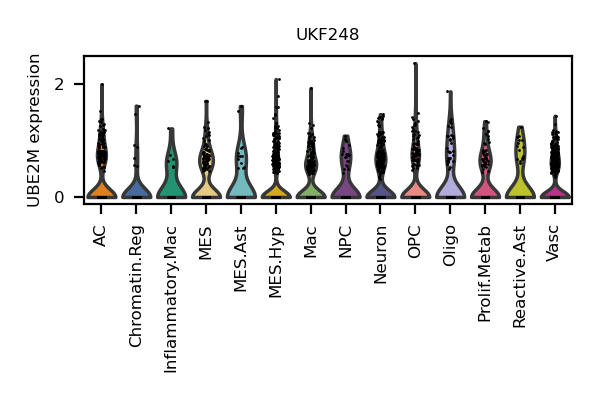 UKF248
UBE2M expression
2
0
AC
Chromatin.Reg
Inflammatory.Mac
MES
MES.Ast
MES.Hyp
Mac
NPC
Neuron
OPC
Oligo
Prolif.Metab
Reactive.Ast
Vasc